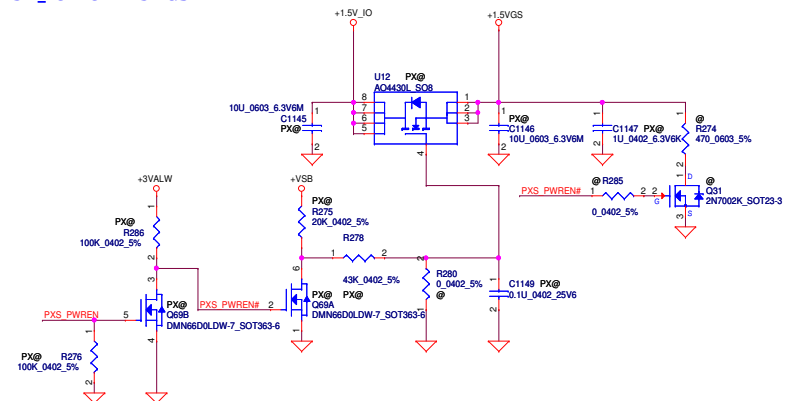 +1.5V_IO
+1.5VGS
U12 PX@
AO4430L_SO8
10U_0603_6.3V6M
C1145
PX@
1
2
8
7
6
5
1
2
3
4
PX@
C1146
10U_0603_6.3V6M
1
2
C1147 PX@
1U_0402_6.3V6K
1
2
@
R274
470_0603_5%
1
2
PXS_PWREN#
@ R285
1 2
0_0402_5%
2
G
1
D
3
S
@
Q31
2N7002K_SOT23-3
+3VALW
1
PX@
R286
100K_0402_5%
2
+VSB
PX@
R275
20K_0402_5%
R278
1 2
43K_0402_5%
PX@
2
R280
0_0402_5%
@
1
1
C1149 PX@
0.1U_0402_25V6
2
PXS_PWREN
5
3
4
PX@
Q69B
DMN66D0LDW-7_SOT363-6
PXS_PWREN#
2
6
1
PX@
Q69A
DMN66D0LDW-7_SOT363-6
1
PX@ R276
100K_0402_5%
2